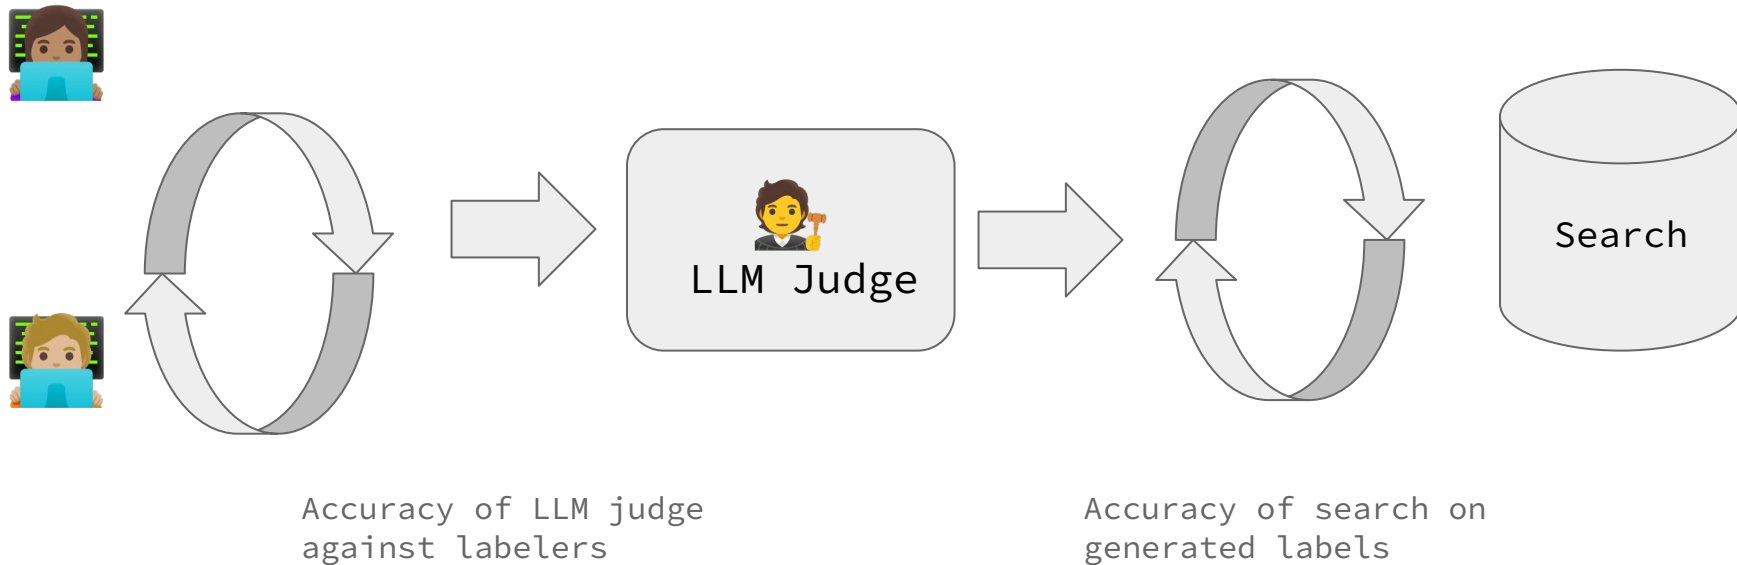 LLM Judge
Search
Accuracy of LLM judge
against labelers
Accuracy of search on
generated labels